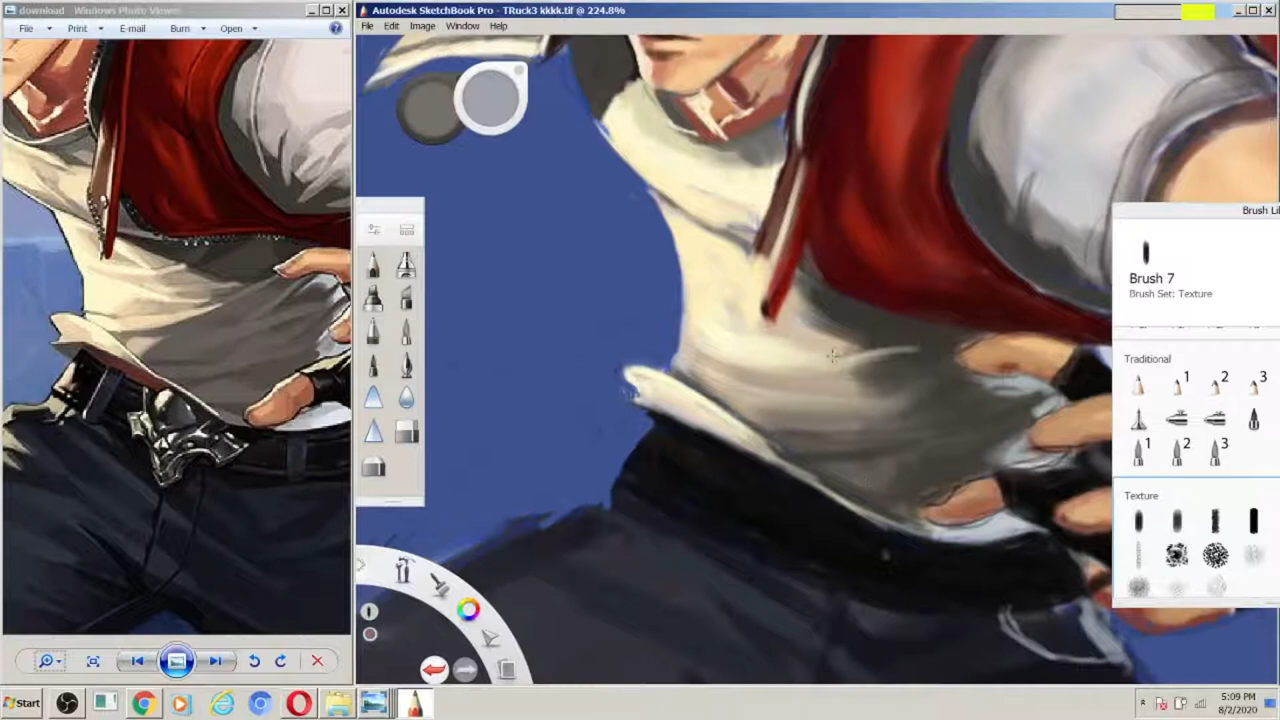 download - Windows Photo Viewer
File
Print
E-mail
Burn
Open
Autodesk SketchBook Pro - TRuck3 kkkk.tif @ 224.8%
File
Edit
Image
Window
Help
Brush Li
Brush 7
Brush Set: Texture
Traditional
1
2
3
1
2
3
Texture
Start
5:09 PM
8/2/2020